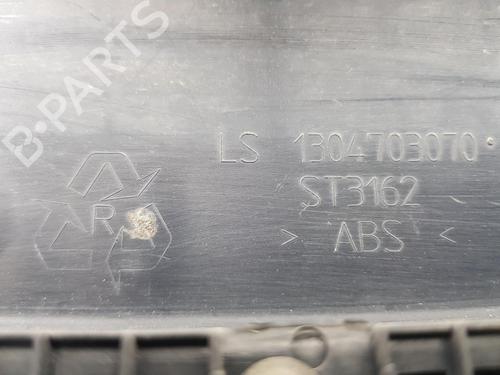 B-PARTS
LS 1304703070
ST3162
R
> ABS <